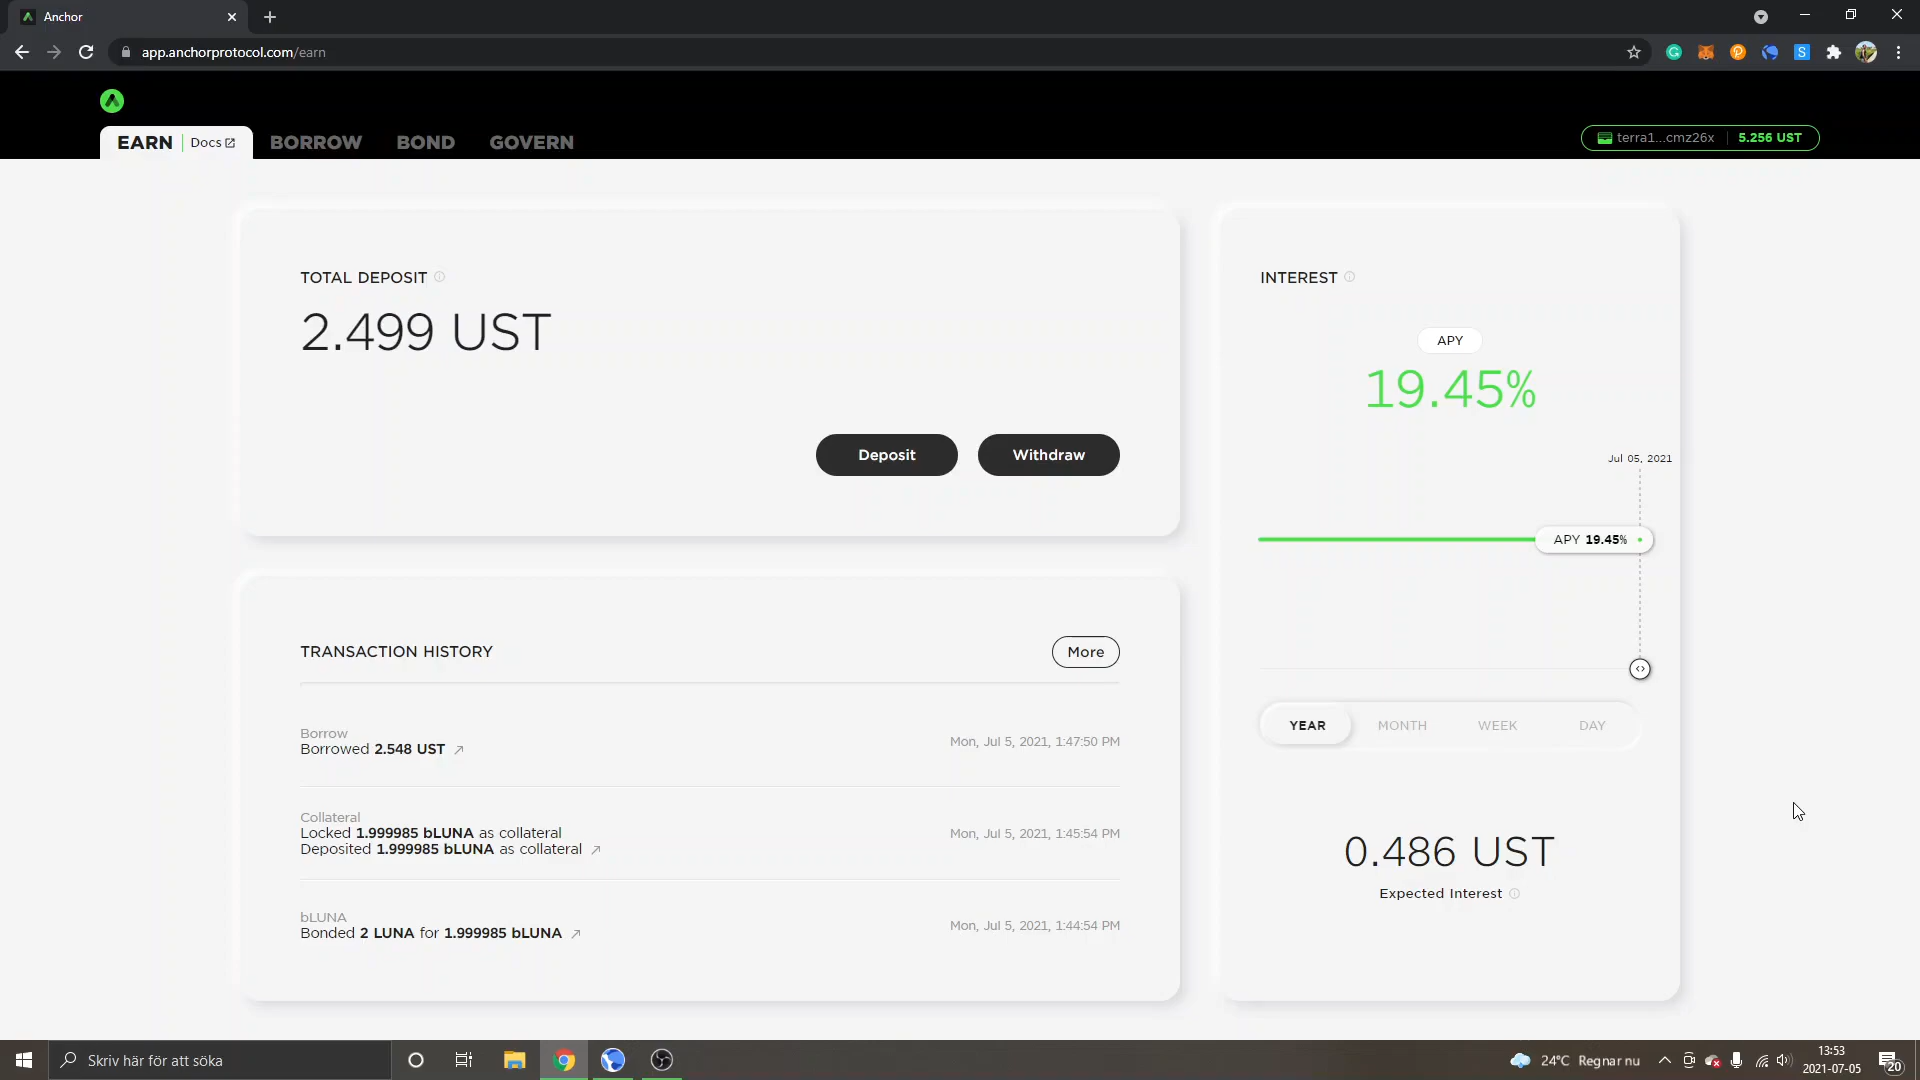 Anchor
app.anchorprotocol.com/earn
EARN Docs BORROW BOND GOVERN
terra1...cmz26x 5.256 UST
TOTAL DEPOSIT
2.499 UST
Deposit Withdraw
TRANSACTION HISTORY More
Borrow
Borrowed 2.548 UST
Mon, Jul 5, 2021, 1:47:50 PM
Collateral
Locked 1.999985 bLUNA as collateral
Deposited 1.999985 bLUNA as collateral
Mon, Jul 5, 2021, 1:45:54 PM
bLUNA
Bonded 2 LUNA for 1.999985 bLUNA
Mon, Jul 5, 2021, 1:44:54 PM
INTEREST
APY
19.45%
Jul 05, 2021
APY 19.45%
YEAR MONTH WEEK DAY
0.486 UST
Expected Interest
Skriv här för att söka
24°C Regnar nu
13:53
2021-07-05
20